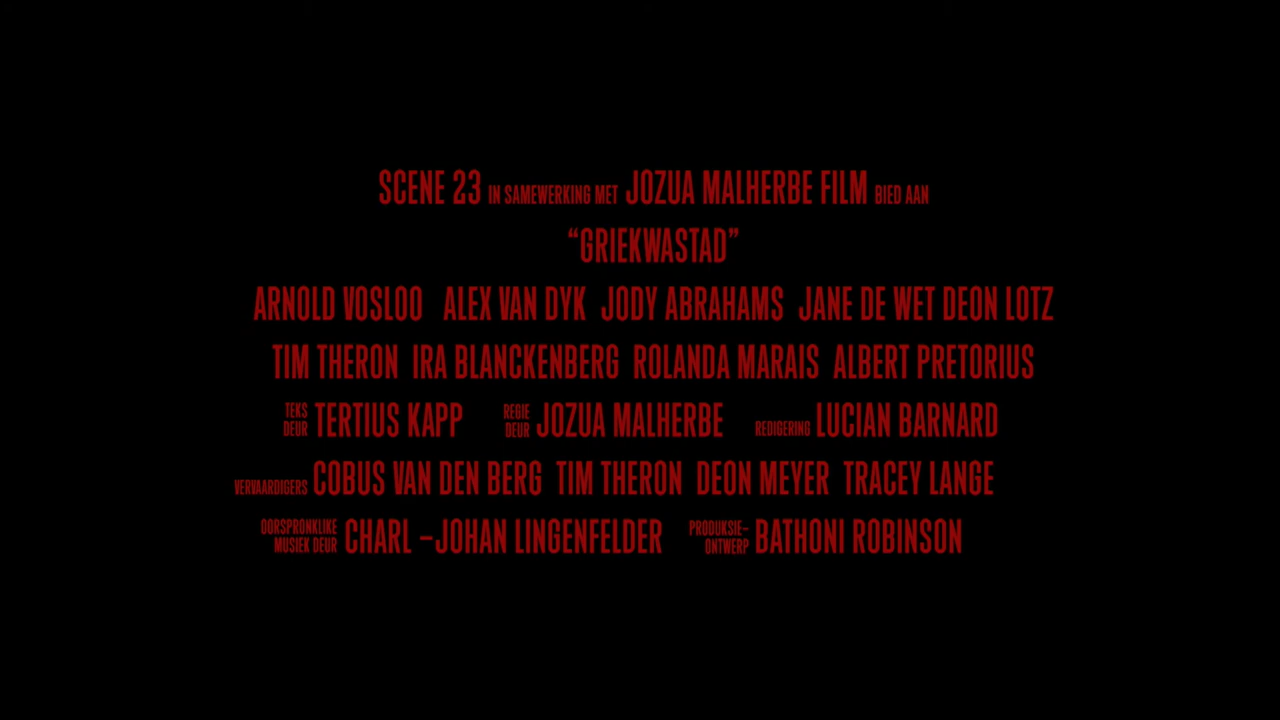 SCENE 23 IN SAMEWERKING MET JOZUA MALHERBE FILM BIED AAN
“GRIEKWASTAD”
ARNOLD VOSLOO ALEX VAN DYK JODY ABRAHAMS JANE DE WET DEON LOTZ
TIM THERON IRA BLANCKENBERG ROLANDA MARAIS ALBERT PRETORIUS
TEKS DEUR TERTIUS KAPP REGIE DEUR JOZUA MALHERBE REDIGERING LUCIAN BARNARD
VERVAARDIGERS COBUS VAN DEN BERG TIM THERON DEON MEYER TRACEY LANGE
OORSPRONKLIKE MUSIEK DEUR CHARL –JOHAN LINGENFELDER PRODUKSIE– ONTWERP BATHONI ROBINSON